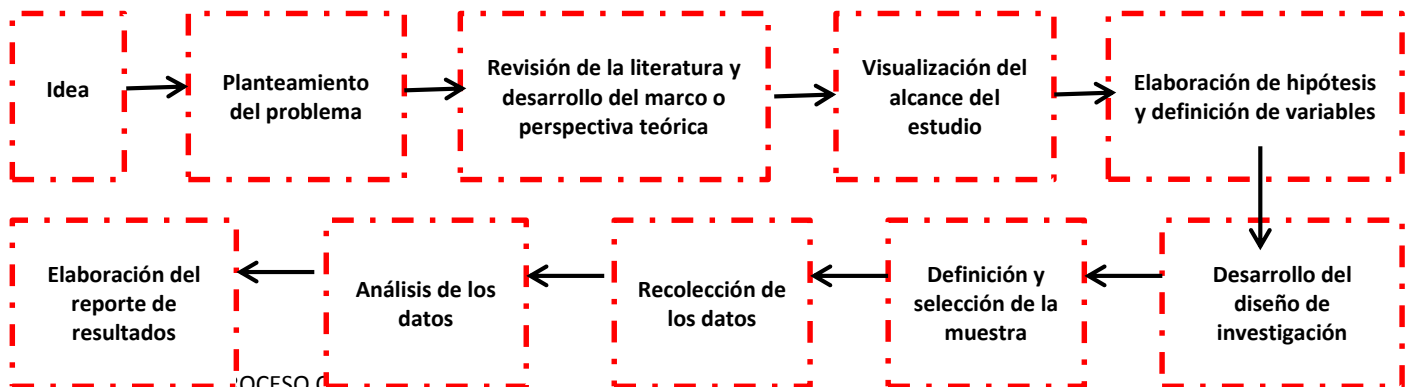 Idea
Planteamiento
del problema
Revisión de la literatura y
desarrollo del marco o
perspectiva teórica
Visualización del
alcance del
estudio
Elaboración de hipótesis
y definición de variables
Elaboración del
reporte de
resultados
Análisis de los
datos
Recolección de
los datos
Definición y
selección de la
muestra
Desarrollo del
diseño de
investigación